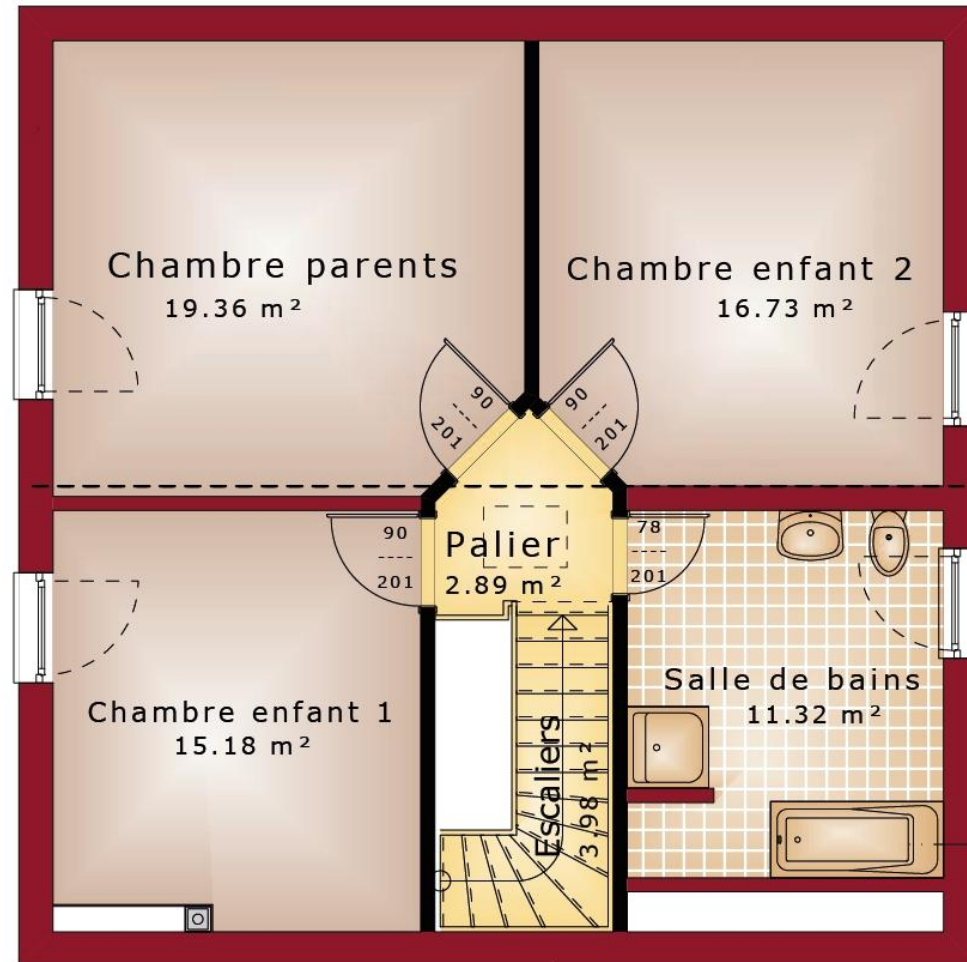 Chambre parents
19.36 m²
Chambre enfant 2
16.73 m²
90
201
90
201
90
201
Palier
2.89 m²
78
201
Chambre enfant 1
15.18 m²
Escaliers
3.98 m²
Salle de bains
11.32 m²